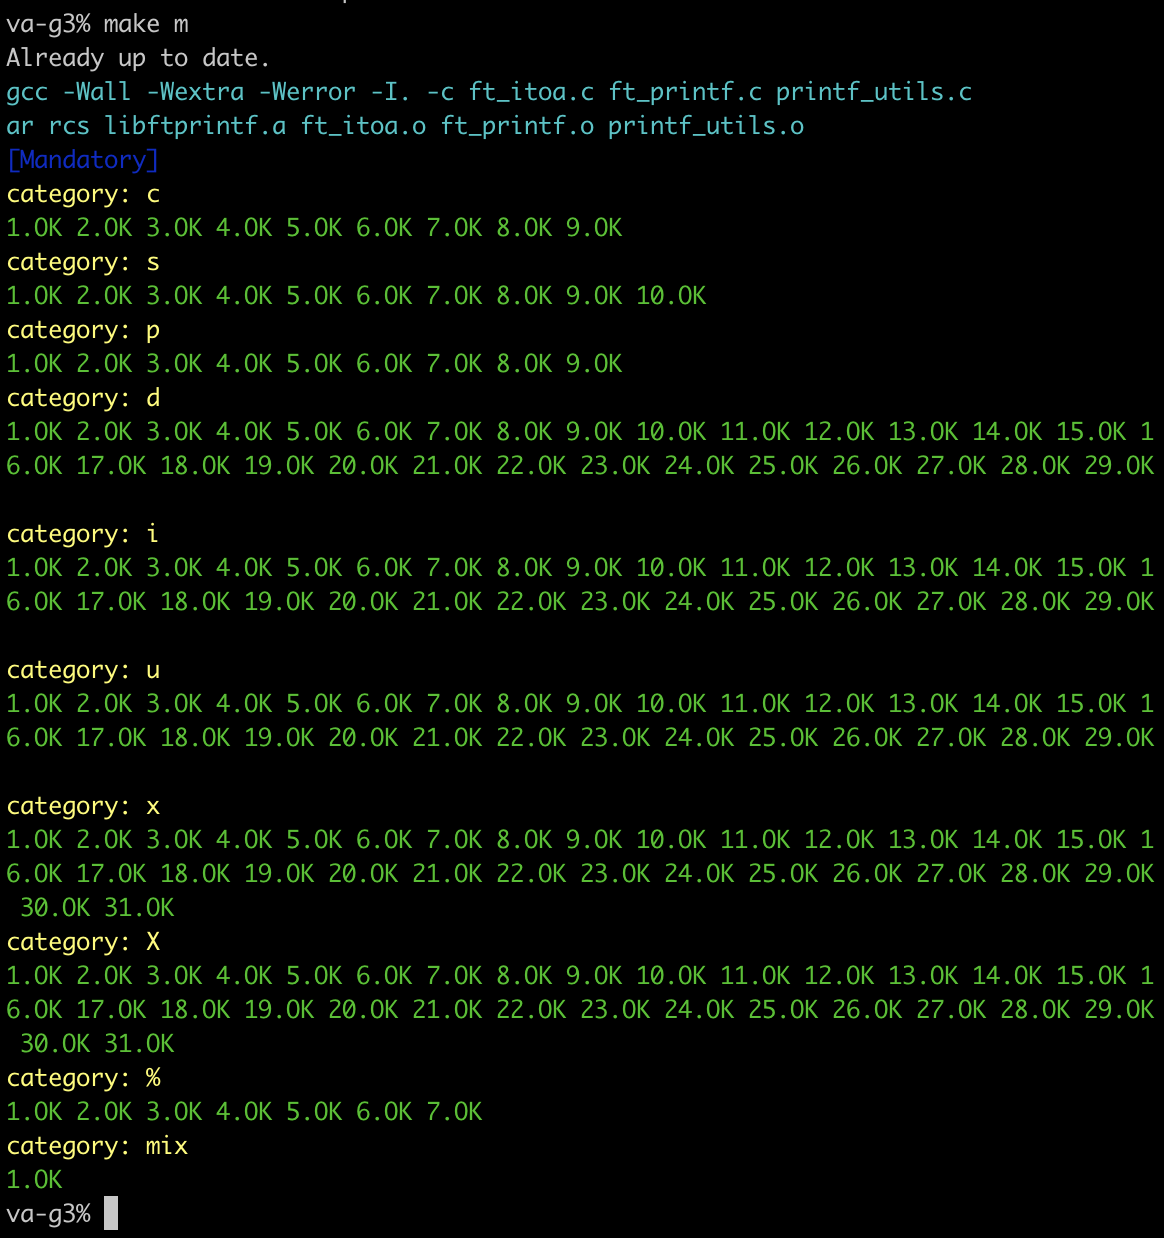 va-g3% make m
Already up to date.
gcc -Wall -Wextra -Werror -I. -c ft_itoa.c ft_printf.c printf_utils.c
ar rcs libftprintf.a ft_itoa.o ft_printf.o printf_utils.o
[Mandatory]
category: c
1.OK 2.OK 3.OK 4.OK 5.OK 6.OK 7.OK 8.OK 9.OK
category: s
1.OK 2.OK 3.OK 4.OK 5.OK 6.OK 7.OK 8.OK 9.OK 10.OK
category: p
1.OK 2.OK 3.OK 4.OK 5.OK 6.OK 7.OK 8.OK 9.OK
category: d
1.OK 2.OK 3.OK 4.OK 5.OK 6.OK 7.OK 8.OK 9.OK 10.OK 11.OK 12.OK 13.OK 14.OK 15.OK 1
6.OK 17.OK 18.OK 19.OK 20.OK 21.OK 22.OK 23.OK 24.OK 25.OK 26.OK 27.OK 28.OK 29.OK
category: i
1.OK 2.OK 3.OK 4.OK 5.OK 6.OK 7.OK 8.OK 9.OK 10.OK 11.OK 12.OK 13.OK 14.OK 15.OK 1
6.OK 17.OK 18.OK 19.OK 20.OK 21.OK 22.OK 23.OK 24.OK 25.OK 26.OK 27.OK 28.OK 29.OK
category: u
1.OK 2.OK 3.OK 4.OK 5.OK 6.OK 7.OK 8.OK 9.OK 10.OK 11.OK 12.OK 13.OK 14.OK 15.OK 1
6.OK 17.OK 18.OK 19.OK 20.OK 21.OK 22.OK 23.OK 24.OK 25.OK 26.OK 27.OK 28.OK 29.OK
category: x
1.OK 2.OK 3.OK 4.OK 5.OK 6.OK 7.OK 8.OK 9.OK 10.OK 11.OK 12.OK 13.OK 14.OK 15.OK 1
6.OK 17.OK 18.OK 19.OK 20.OK 21.OK 22.OK 23.OK 24.OK 25.OK 26.OK 27.OK 28.OK 29.OK
30.OK 31.OK
category: X
1.OK 2.OK 3.OK 4.OK 5.OK 6.OK 7.OK 8.OK 9.OK 10.OK 11.OK 12.OK 13.OK 14.OK 15.OK 1
6.OK 17.OK 18.OK 19.OK 20.OK 21.OK 22.OK 23.OK 24.OK 25.OK 26.OK 27.OK 28.OK 29.OK
30.OK 31.OK
category: %
1.OK 2.OK 3.OK 4.OK 5.OK 6.OK 7.OK
category: mix
1.OK
va-g3%